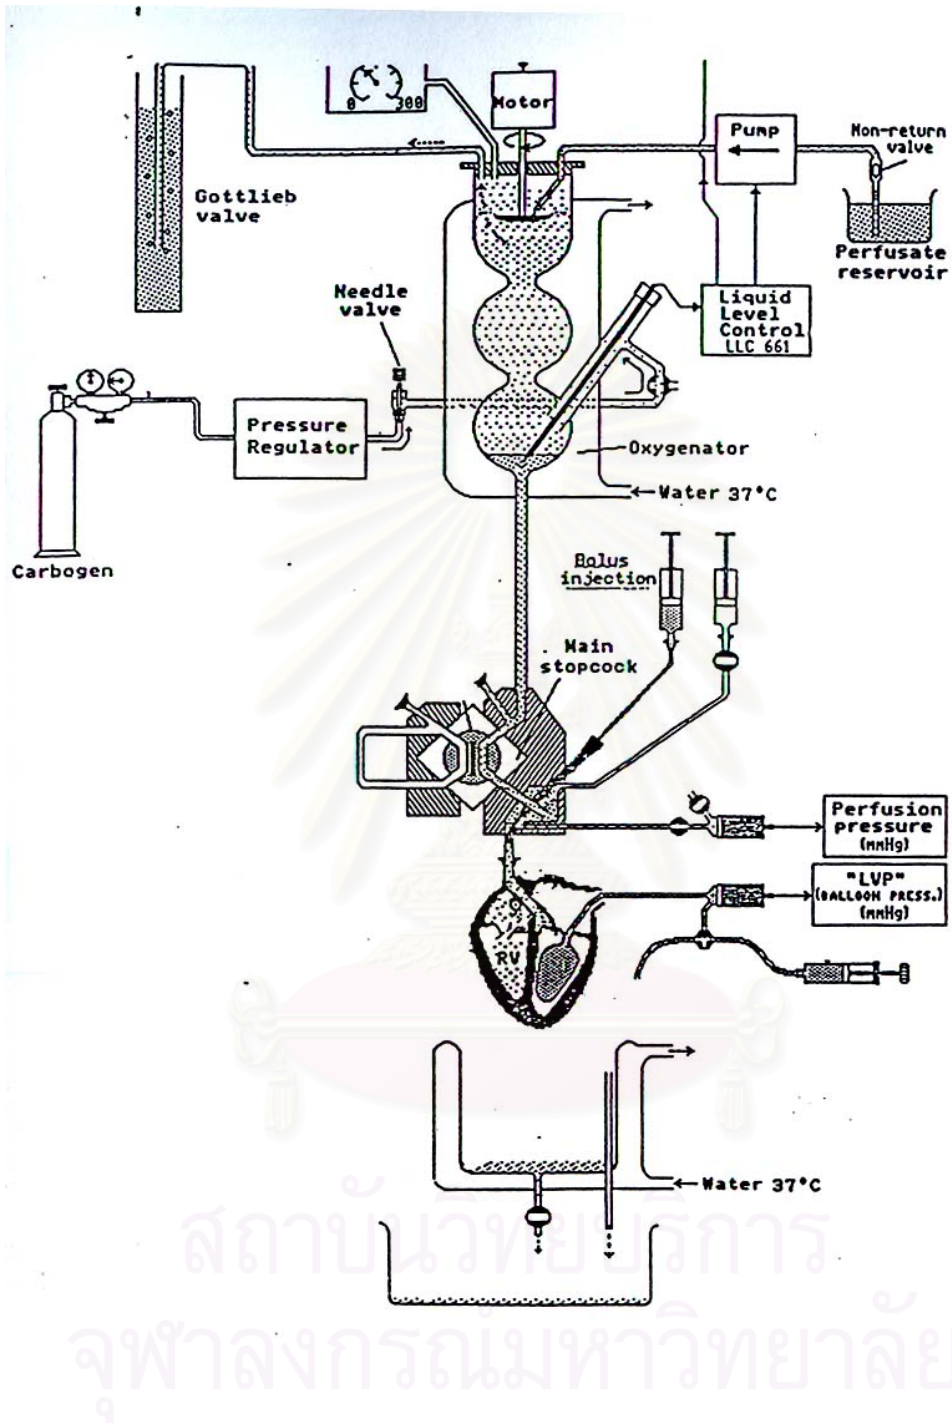 0 300
Motor
Pump
Non-return
valve
Gottlieb
valve
Perfusate
reservoir
Needle
valve
Liquid
Level
Control
LLC 661
Pressure
Regulator
Oxygenator
Water 37°C
Carbogen
Bolus
injection
Main
stopcock
Perfusion
pressure
(mmHg)
"LVP"
(BALLOON PRESS.)
(mmHg)
RV
Water 37°C
สถาบันวิทยบริการ
จุฬาลงกรณ์มหาวิทยาลัย